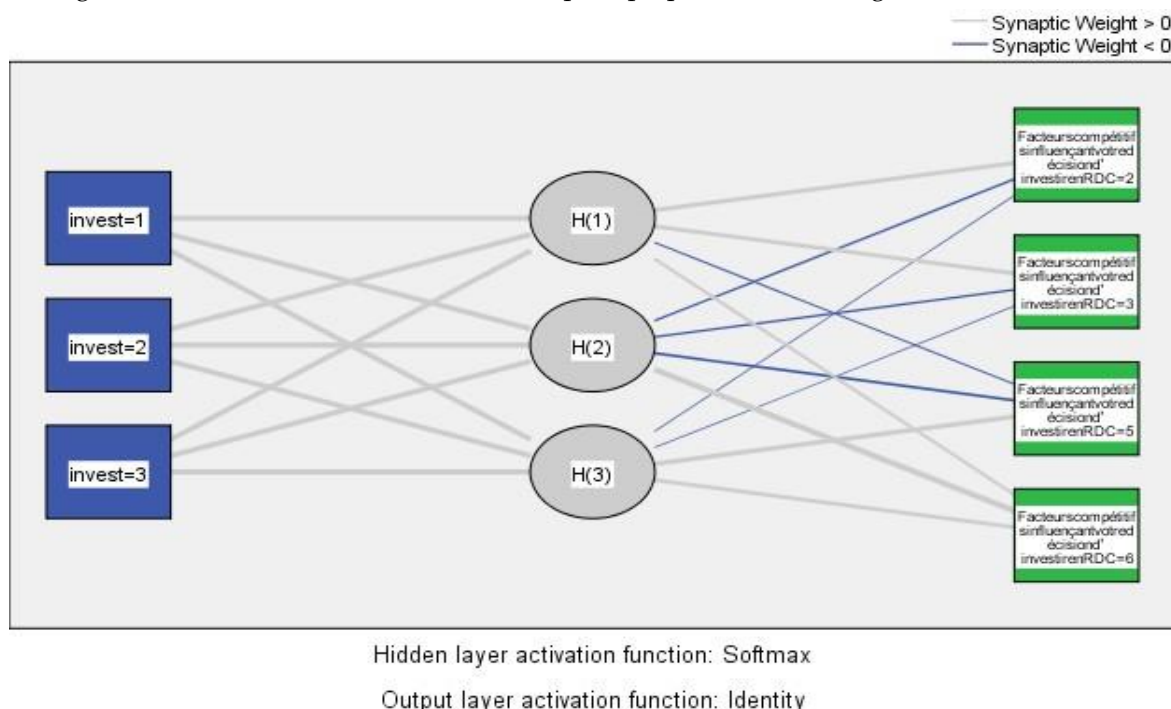 Synaptic Weight > 0
Synaptic Weight < 0
invest=1
invest=2
invest=3
H(1)
H(2)
H(3)
Facteurscompétitif
sinfluençantvotred
écisiond'
investirenRDC=2
Facteurscompétitif
sinfluençantvotred
écisiond'
investirenRDC=3
Facteurscompétitif
sinfluençantvotred
écisiond'
investirenRDC=5
Facteurscompétitif
sinfluençantvotred
écisiond'
investirenRDC=6
Hidden layer activation function: Softmax
Output layer activation function: Identity